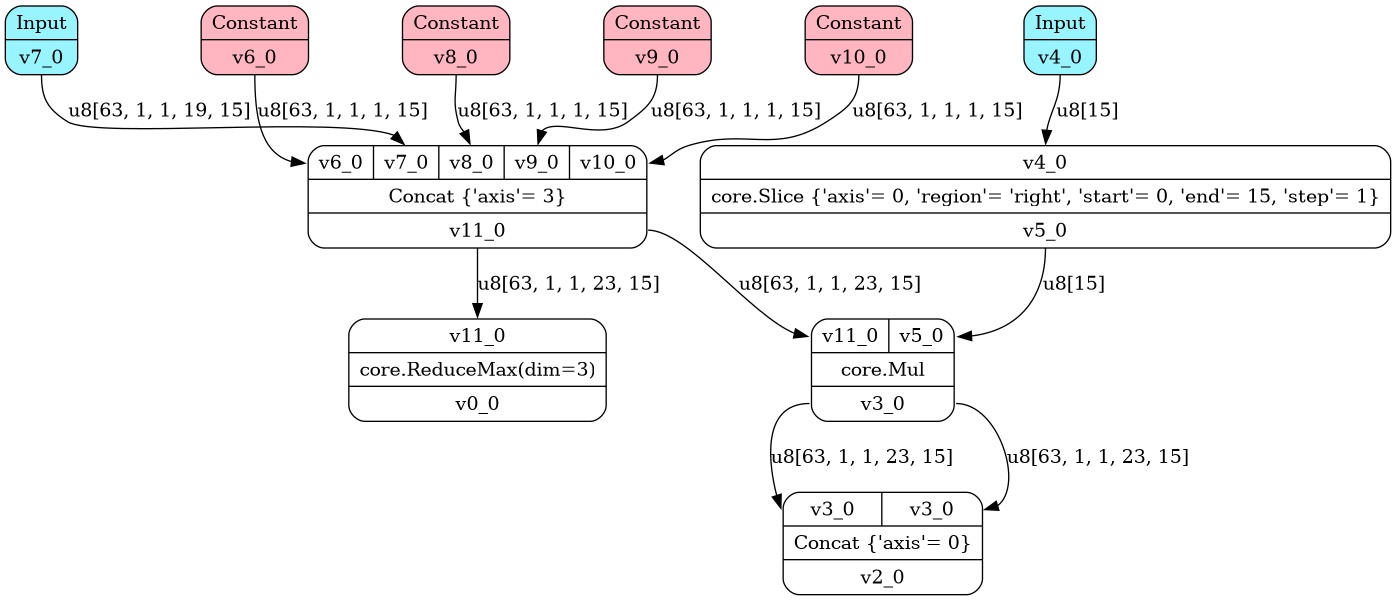 Input
v7_0
Constant
v6_0
Constant
v8_0
Constant
v9_0
Constant
v10_0
Input
v4_0
u8[63, 1, 1, 19, 15]
u8[63, 1, 1, 1, 15]
u8[63, 1, 1, 1, 15]
u8[63, 1, 1, 1, 15]
u8[63, 1, 1, 1, 15]
u8[15]
v6_0 v7_0 v8_0 v9_0 v10_0
Concat {'axis'= 3}
v11_0
v4_0
core.Slice {'axis'= 0, 'region'= 'right', 'start'= 0, 'end'= 15, 'step'= 1}
v5_0
u8[63, 1, 1, 23, 15]
u8[63, 1, 1, 23, 15]
u8[15]
v11_0
core.ReduceMax(dim=3)
v0_0
v11_0 v5_0
core.Mul
v3_0
u8[63, 1, 1, 23, 15]
u8[63, 1, 1, 23, 15]
v3_0 v3_0
Concat {'axis'= 0}
v2_0